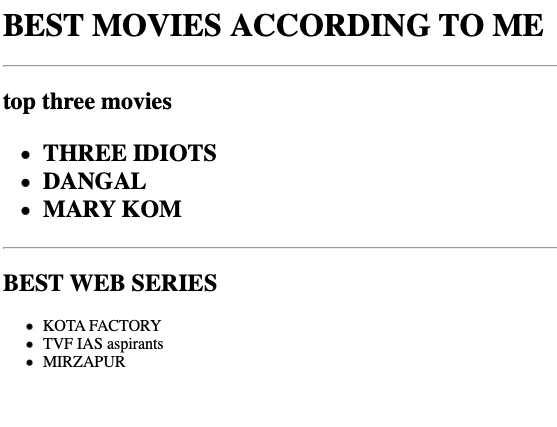 BEST MOVIES ACCORDING TO ME
top three movies
THREE IDIOTS
DANGAL
MARY KOM
BEST WEB SERIES
KOTA FACTORY
TVF IAS aspirants
MIRZAPUR